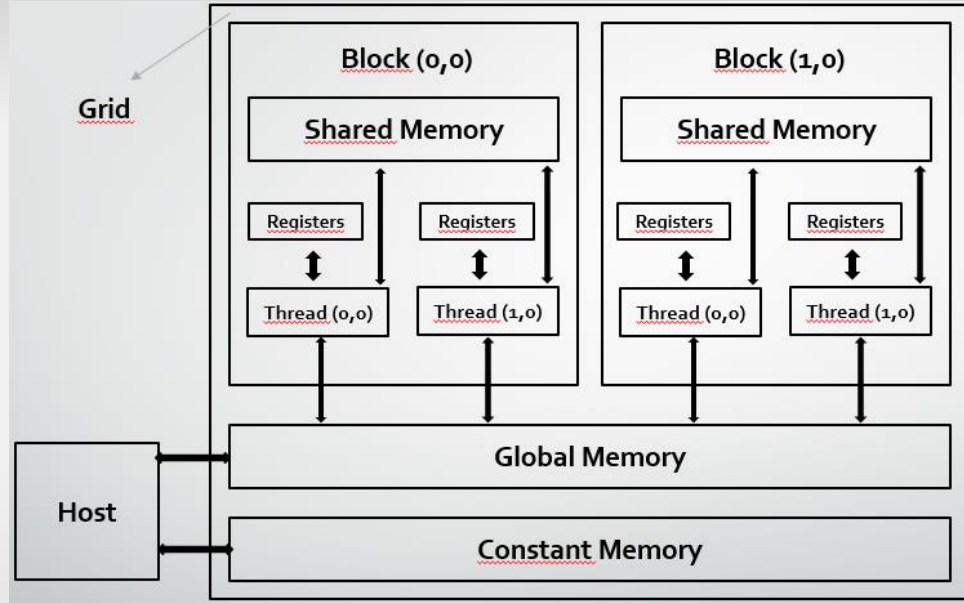 Grid
Block (0,0)
Shared Memory
Registers
Registers
Thread (0,0)
Thread (1,0)
Block (1,0)
Shared Memory
Registers
Registers
Thread (0,0)
Thread (1,0)
Host
Global Memory
Constant Memory